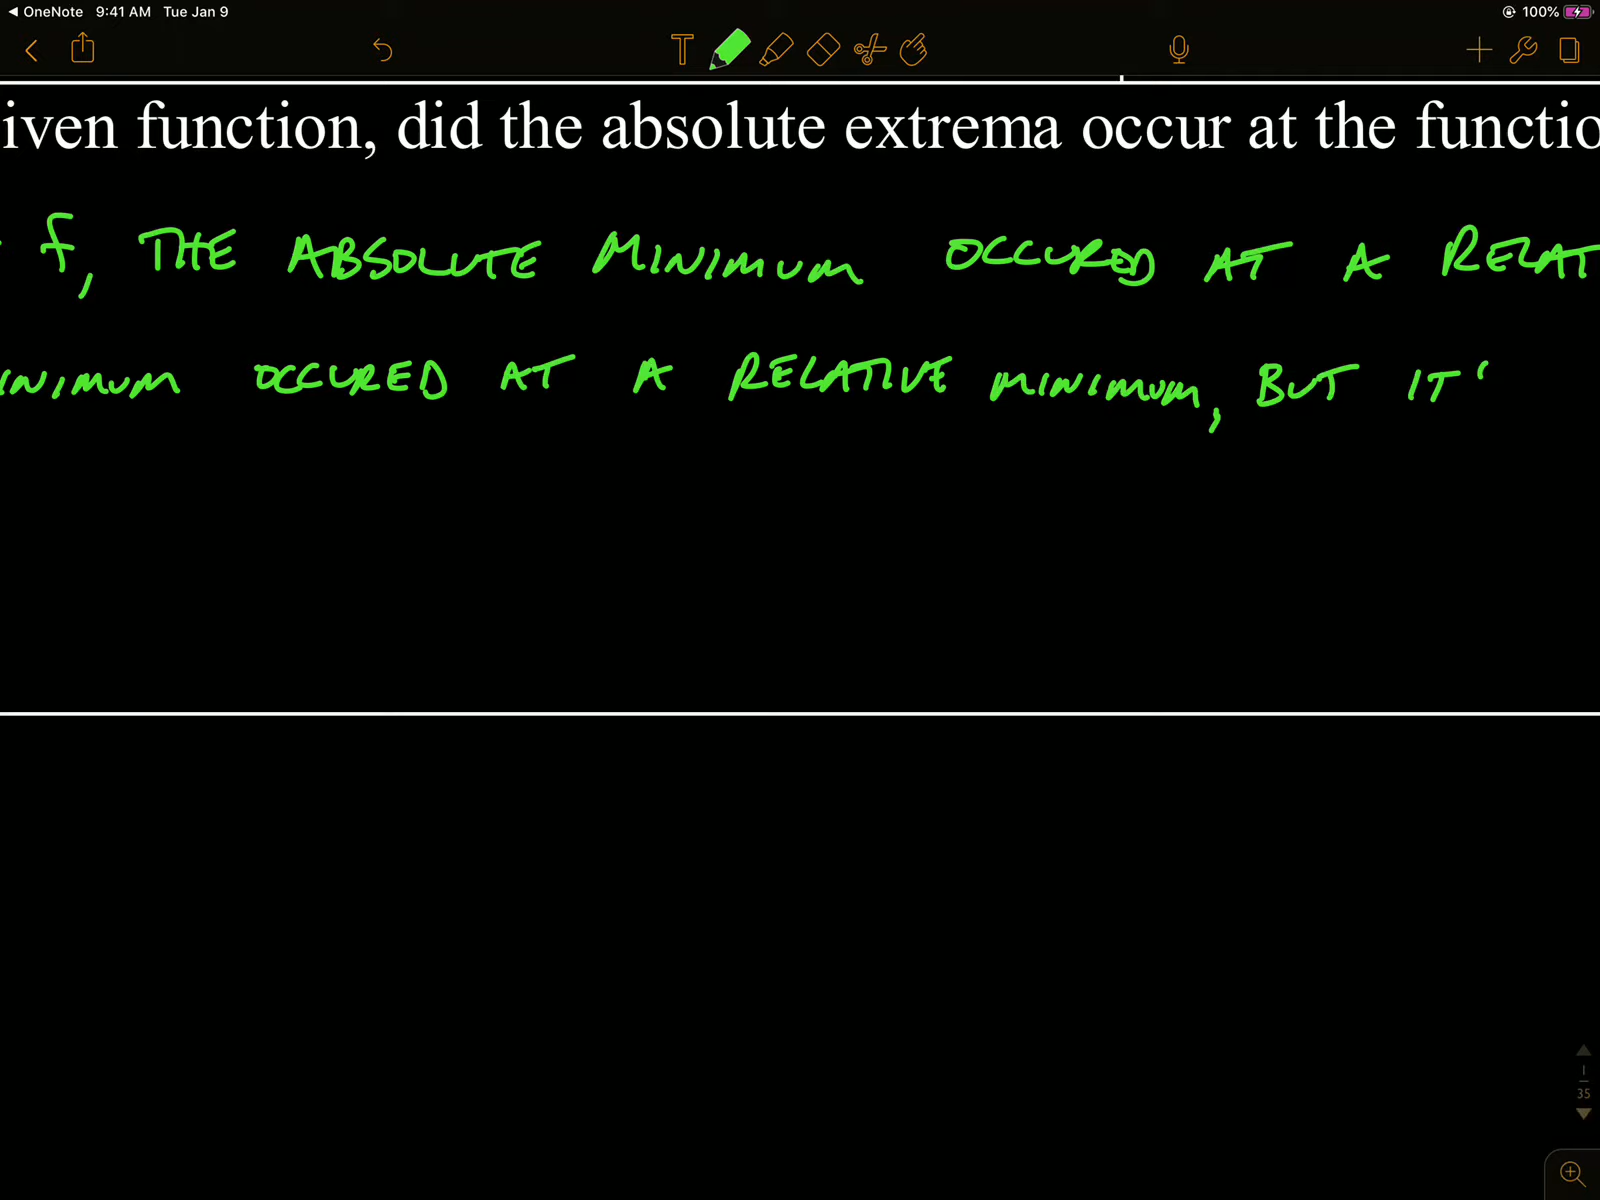 ◀ OneNote 9:41 AM Tue Jan 9 100%
iven function, did the absolute extrema occur at the functio
f, THE ABSOLUTE MINIMUM OCCURED AT A RELAT
INIMUM OCCURED AT A RELATIVE MINIMUM, BUT IT'
1
35